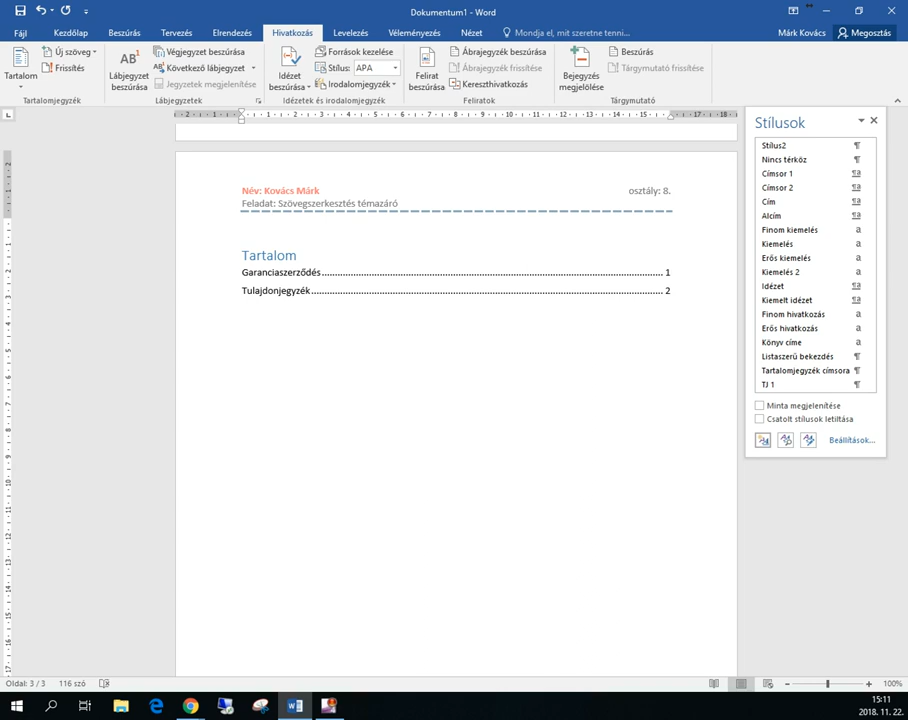 Dokumentum1 - Word
Fájl Kezdőlap Beszúrás Tervezés Elrendezés Hivatkozás Levelezés Véleményezés Nézet Mondja el, mit szeretne tenni... Márk Kovács Megosztás
Tartalom
Új szöveg
Frissítés
Tartalomjegyzék
AB¹
Lábjegyzet beszúrása
Végjegyzet beszúrása
Következő lábjegyzet
Jegyzetek megjelenítése
Lábjegyzetek
Idézet beszúrása
Források kezelése
Stílus: APA
Irodalomjegyzék
Idézetek és irodalomjegyzék
Felirat beszúrása
Ábrajegyzék beszúrása
Ábrajegyzék frissítése
Kereszthivatkozás
Feliratok
Bejegyzés megjelölése
Beszúrás
Tárgymutató frissítése
Tárgymutató
Név: Kovács Márk osztály: 8.
Feladat: Szövegszerkesztés témazáró
Tartalom
Garanciaszerződés 1
Tulajdonjegyzék 2
Stílusok
Stílus2
Nincs térköz
Címsor 1
Címsor 2
Cím
Alcím
Finom kiemelés
Kiemelés
Erős kiemelés
Kiemelés 2
Idézet
Kiemelt idézet
Finom hivatkozás
Erős hivatkozás
Könyv címe
Listaszerű bekezdés
Tartalomjegyzék címsora
TJ 1
Minta megjelenítése
Csatolt stílusok letiltása
Beállítások...
Oldal: 3 / 3 116 szó 100%
15:11
2018. 11. 22.